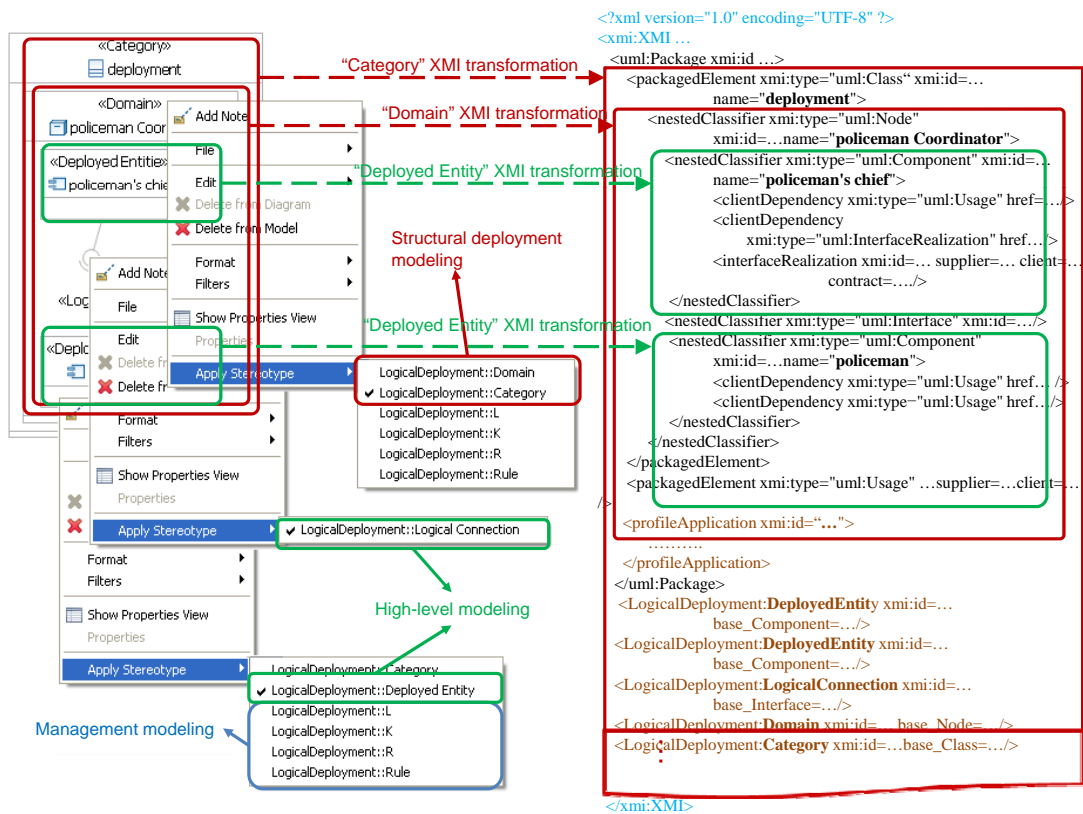 «Category»
deployment
«Domain»
policeman Coor
«Deployed Entitie»
policeman's chie
«Log
«Deplo
Add Note
File
Edit
Delete from Diagram
Delete from Model
Format
Filters
Show Properties View
Properties
Apply Stereotype
LogicalDeployment::Domain
LogicalDeployment::Category
LogicalDeployment::L
LogicalDeployment::K
LogicalDeployment::R
LogicalDeployment::Rule
Add Note
File
Edit
Delete fr
Delete fr
Format
Filters
Show Properties View
Properties
Apply Stereotype
LogicalDeployment::Logical Connection
Format
Filters
Show Properties View
Properties
Apply Stereotype
LogicalDeployment::Category
LogicalDeployment::Deployed Entity
LogicalDeployment::L
LogicalDeployment::K
LogicalDeployment::R
LogicalDeployment::Rule
“Category” XMI transformation
“Domain” XMI transformation
“Deployed Entity” XMI transformation
Structural deployment
modeling
“Deployed Entity” XMI transformation
High-level modeling
Management modeling
<?xml version="1.0" encoding="UTF-8" ?>
<xmi:XMI …
<uml:Package xmi:id …>
<packagedElement xmi:type="uml:Class“ xmi:id=…
name="deployment">
<nestedClassifier xmi:type="uml:Node"
xmi:id=…name="policeman Coordinator">
<nestedClassifier xmi:type="uml:Component" xmi:id=…
name="policeman's chief">
<clientDependency xmi:type="uml:Usage" href=…/>
<clientDependency
xmi:type="uml:InterfaceRealization" href…/>
<interfaceRealization xmi:id=… supplier=… client=…
contract=…./>
</nestedClassifier>
<nestedClassifier xmi:type="uml:Interface" xmi:id=…/>
<nestedClassifier xmi:type="uml:Component"
xmi:id=…name="policeman">
<clientDependency xmi:type="uml:Usage" href… />
<clientDependency xmi:type="uml:Usage" href…/>
</nestedClassifier>
</nestedClassifier>
</packagedElement>
<packagedElement xmi:type="uml:Usage" …supplier=…client=…
/>
<profileApplication xmi:id=“…">
……….
</profileApplication>
</uml:Package>
<LogicalDeployment:DeployedEntity xmi:id=…
base_Component=…/>
<LogicalDeployment:DeployedEntity xmi:id=…
base_Component=…/>
<LogicalDeployment:LogicalConnection xmi:id=…
base_Interface=…/>
<LogicalDeployment:Domain xmi:id=… base_Node=…/>
<LogicalDeployment:Category xmi:id=…base_Class=…/>
</xmi:XMI>